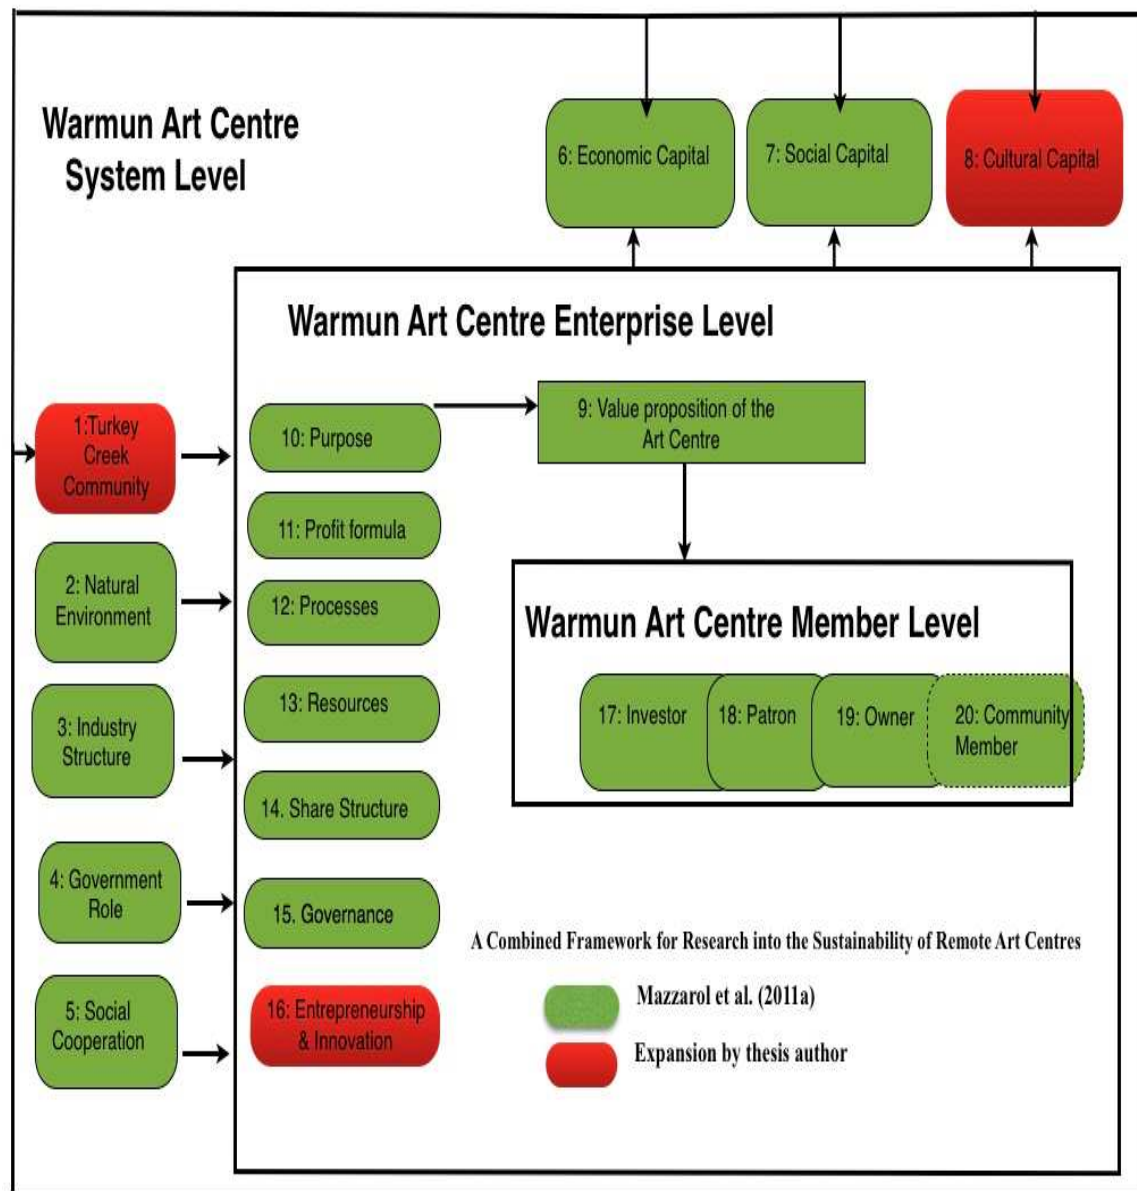 Warmun Art Centre
System Level
6: Economic Capital
7: Social Capital
8: Cultural Capital
Warmun Art Centre Enterprise Level
1:Turkey
Creek
Community
2: Natural
Environment
3: Industry
Structure
4: Government
Role
5: Social
Cooperation
10: Purpose
11: Profit formula
12: Processes
13: Resources
14. Share Structure
15. Governance
16: Entrepreneurship
& Innovation
9: Value proposition of the
Art Centre
Warmun Art Centre Member Level
17: Investor
18: Patron
19: Owner
20: Community
Member
A Combined Framework for Research into the Sustainability of Remote Art Centres
Mazzarol et al. (2011a)
Expansion by thesis author